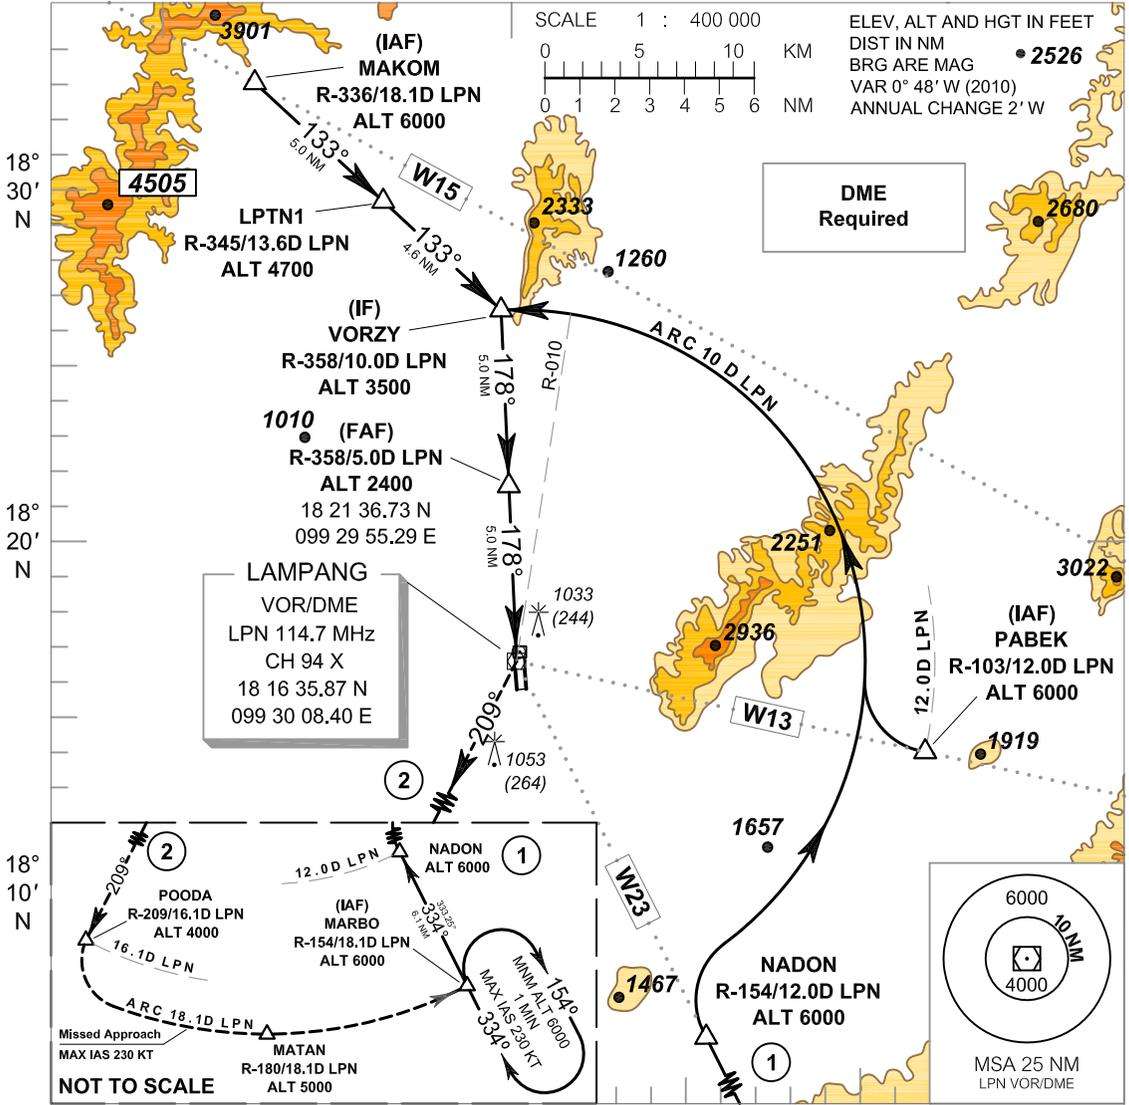 3901
(IAF)
MAKOM
R-336/18.1D LPN
ALT 6000
SCALE 1 : 400 000
0 5 10 KM
0 1 2 3 4 5 6 NM
ELEV, ALT AND HGT IN FEET
DIST IN NM
BRG ARE MAG
VAR 0° 48' W (2010)
ANNUAL CHANGE 2' W
2526
133°
5.0 NM
W15
18°
30'
N
4505
LPTN1
R-345/13.6D LPN
ALT 4700
133°
4.6 NM
2333
1260
DME
Required
2680
(IF)
VORZY
R-358/10.0D LPN
ALT 3500
178°
5.0 NM
R-010
ARC 10 D LPN
1010
(FAF)
R-358/5.0D LPN
ALT 2400
18 21 36.73 N
099 29 55.29 E
178°
5.0 NM
18°
20'
N
2251
3022
LAMPANG
VOR/DME
LPN 114.7 MHz
CH 94 X
18 16 35.87 N
099 30 08.40 E
1033
(244)
2936
12.0D LPN
(IAF)
PABEK
R-103/12.0D LPN
ALT 6000
W13
1919
209°
1053
(264)
2
1657
W23
18°
10'
N
2
209°
POODA
R-209/16.1D LPN
ALT 4000
16.1D LPN
12.0D LPN
NADON
ALT 6000
1
(IAF)
MARBO
R-154/18.1D LPN
ALT 6000
333.25°
334°
6.1 NM
ARC 18.1D LPN
Missed Approach
MAX IAS 230 KT
MATAN
R-180/18.1D LPN
ALT 5000
154°
MNM ALT 6000
1 MIN
MAX IAS 230 KT
334°
NOT TO SCALE
1467
NADON
R-154/12.0D LPN
ALT 6000
1
6000
10 NM
4000
MSA 25 NM
LPN VOR/DME